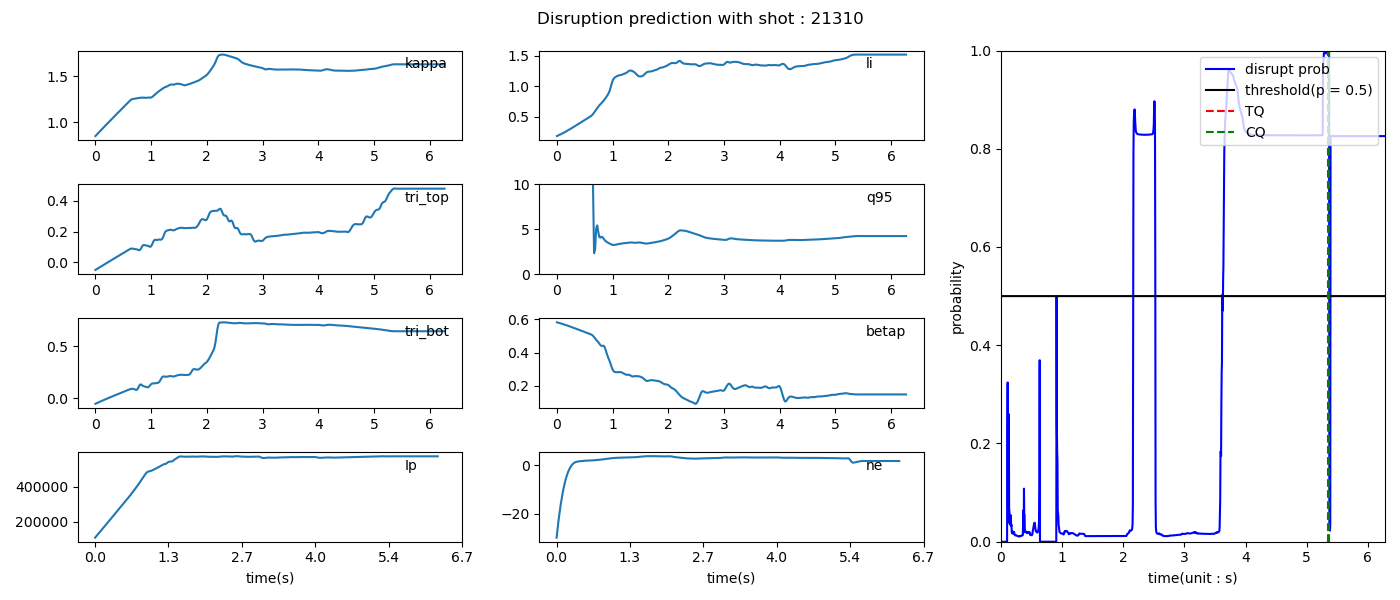 Disruption prediction with shot : 21310
kappa
1.5
1.0
0 1 2 3 4 5 6
li
1.5
1.0
0.5
0 1 2 3 4 5 6
tri_top
0.4
0.2
0.0
0 1 2 3 4 5 6
q95
10
5
0
0 1 2 3 4 5 6
tri_bot
0.5
0.0
0 1 2 3 4 5 6
betap
0.6
0.4
0.2
0 1 2 3 4 5 6
Ip
400000
200000
0.0 1.3 2.7 4.0 5.4 6.7
time(s)
ne
0
−20
0.0 1.3 2.7 4.0 5.4 6.7
time(s)
disrupt prob
threshold(p = 0.5)
TQ
CQ
1.0
0.8
0.6
0.4
0.2
0.0
probability
0 1 2 3 4 5 6
time(unit : s)